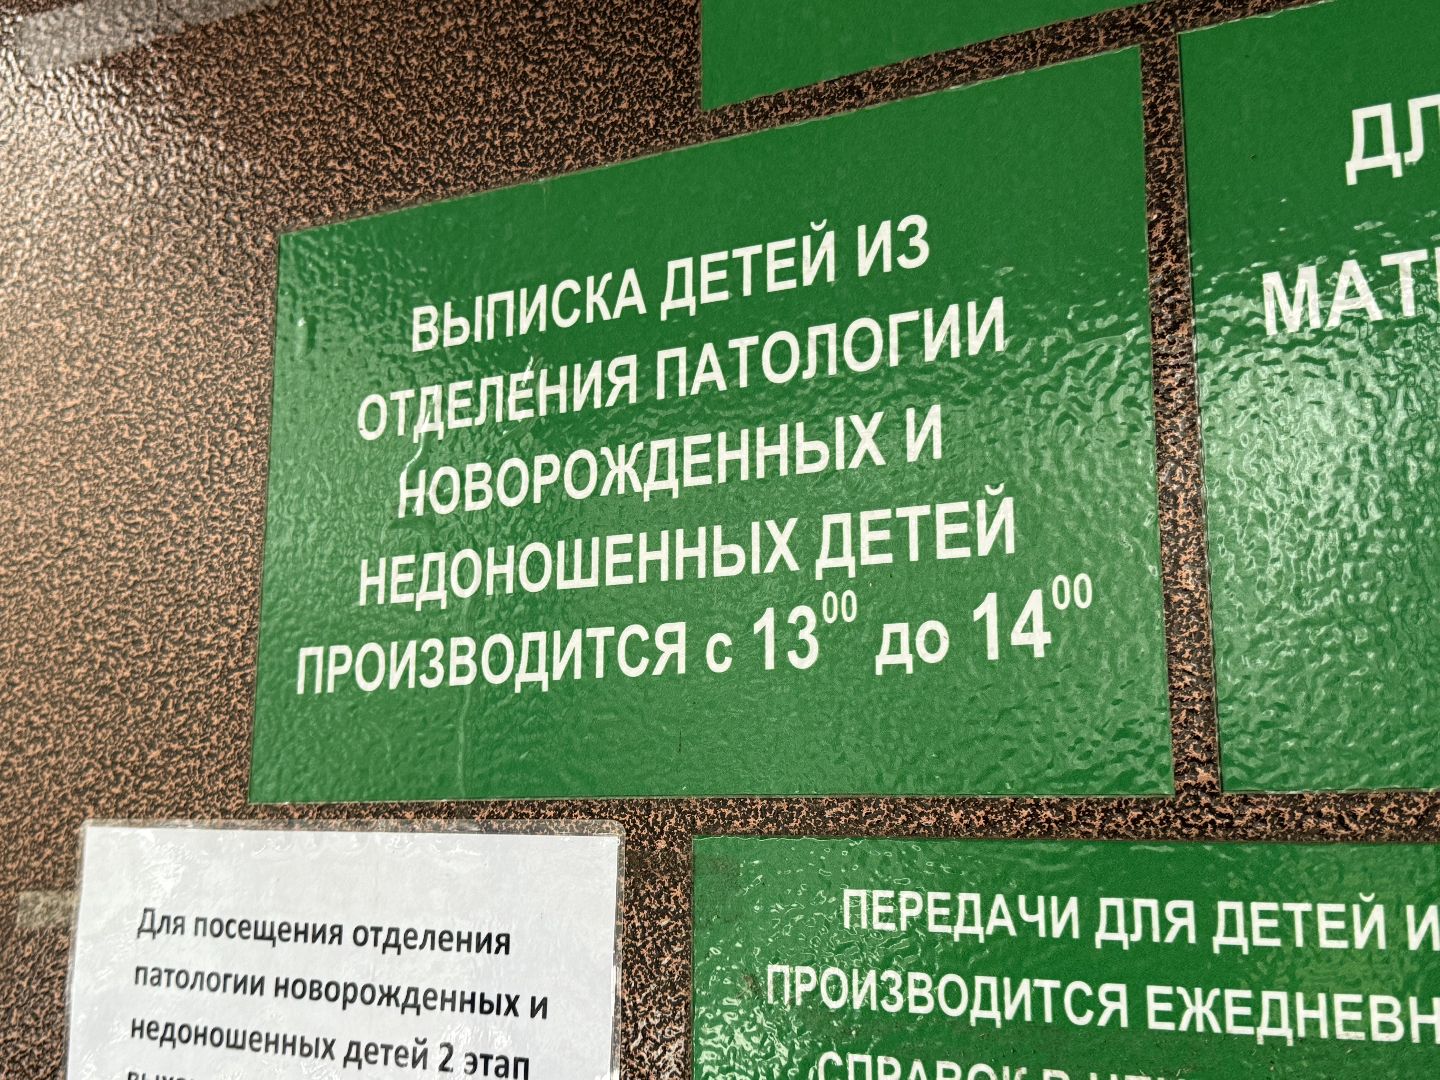 ВЫПИСКА ДЕТЕЙ ИЗ
ОТДЕЛЕНИЯ ПАТОЛОГИИ
НОВОРОЖДЕННЫХ И
НЕДОНОШЕННЫХ ДЕТЕЙ
ПРОИЗВОДИТСЯ с 13⁰⁰ до 14⁰⁰
Для посещения отделения
патологии новорожденных и
недоношенных детей 2 этап
ПЕРЕДАЧИ ДЛЯ ДЕТЕЙ
ПРОИЗВОДИТСЯ
СПРАВОК В